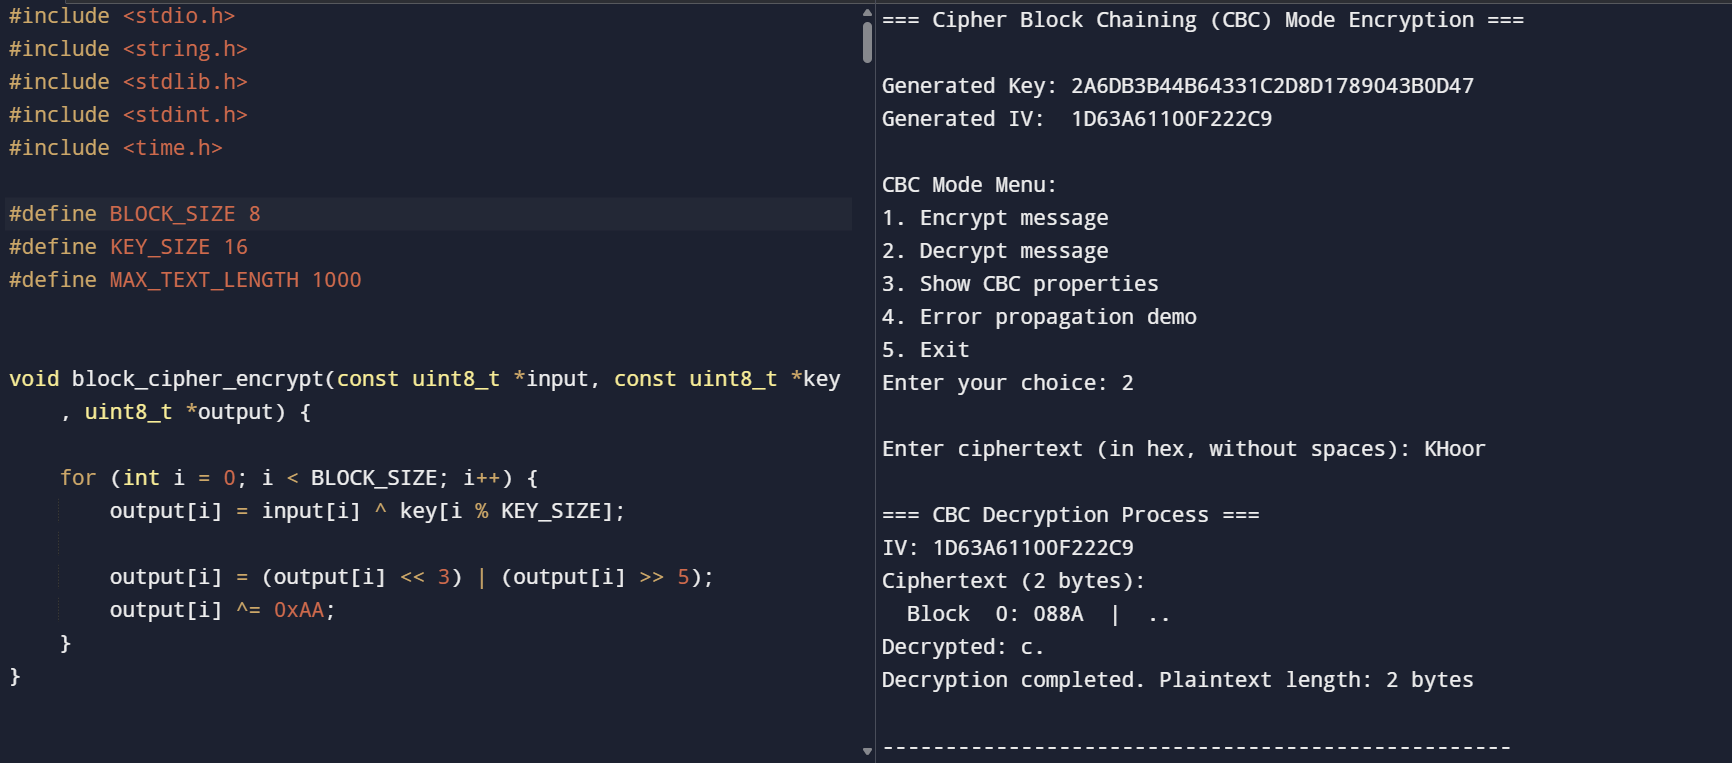 #include <stdio.h>
#include <string.h>
#include <stdlib.h>
#include <stdint.h>
#include <time.h>
#define BLOCK_SIZE 8
#define KEY_SIZE 16
#define MAX_TEXT_LENGTH 1000
void block_cipher_encrypt(const uint8_t *input, const uint8_t *key
, uint8_t *output) {
for (int i = 0; i < BLOCK_SIZE; i++) {
output[i] = input[i] ^ key[i % KEY_SIZE];
output[i] = (output[i] << 3) | (output[i] >> 5);
output[i] ^= 0xAA;
}
}
=== Cipher Block Chaining (CBC) Mode Encryption ===
Generated Key: 2A6DB3B44B64331C2D8D1789043B0D47
Generated IV:  1D63A61100F222C9
CBC Mode Menu:
1. Encrypt message
2. Decrypt message
3. Show CBC properties
4. Error propagation demo
5. Exit
Enter your choice: 2
Enter ciphertext (in hex, without spaces): KHoor
=== CBC Decryption Process ===
IV: 1D63A61100F222C9
Ciphertext (2 bytes):
Block  0: 088A  |  ..
Decrypted: c.
Decryption completed. Plaintext length: 2 bytes
--------------------------------------------------